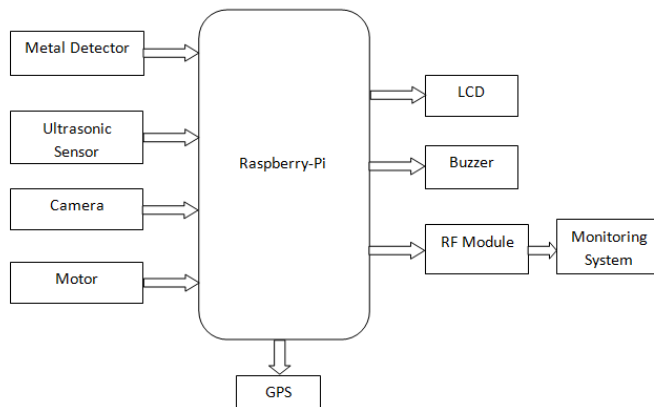 Metal Detector
Ultrasonic
Sensor
Camera
Motor
Raspberry-Pi
LCD
Buzzer
RF Module
Monitoring
System
GPS